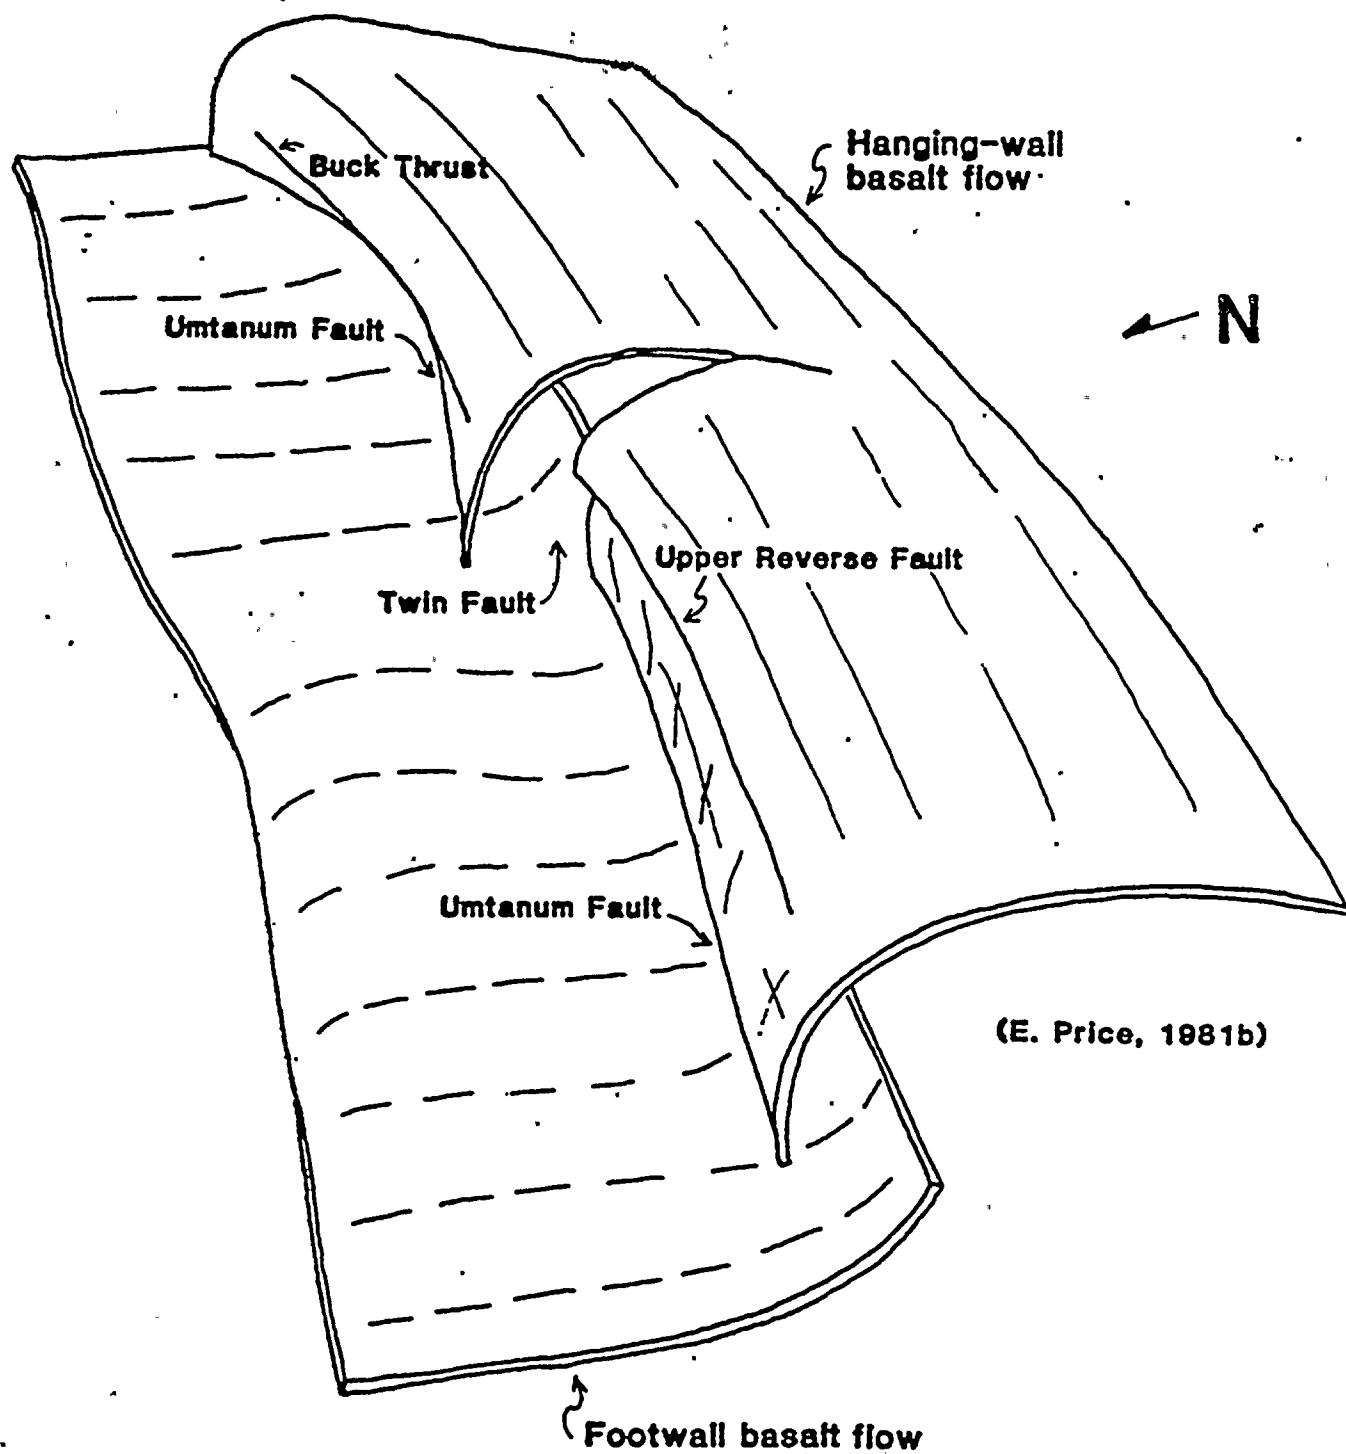 Hanging-wall
basalt flow
Buck Thrust
N
Umtanum Fault
Upper Reverse Fault
Twin Fault
Umtanum Fault
(E. Price, 1981b)
Footwall basalt flow